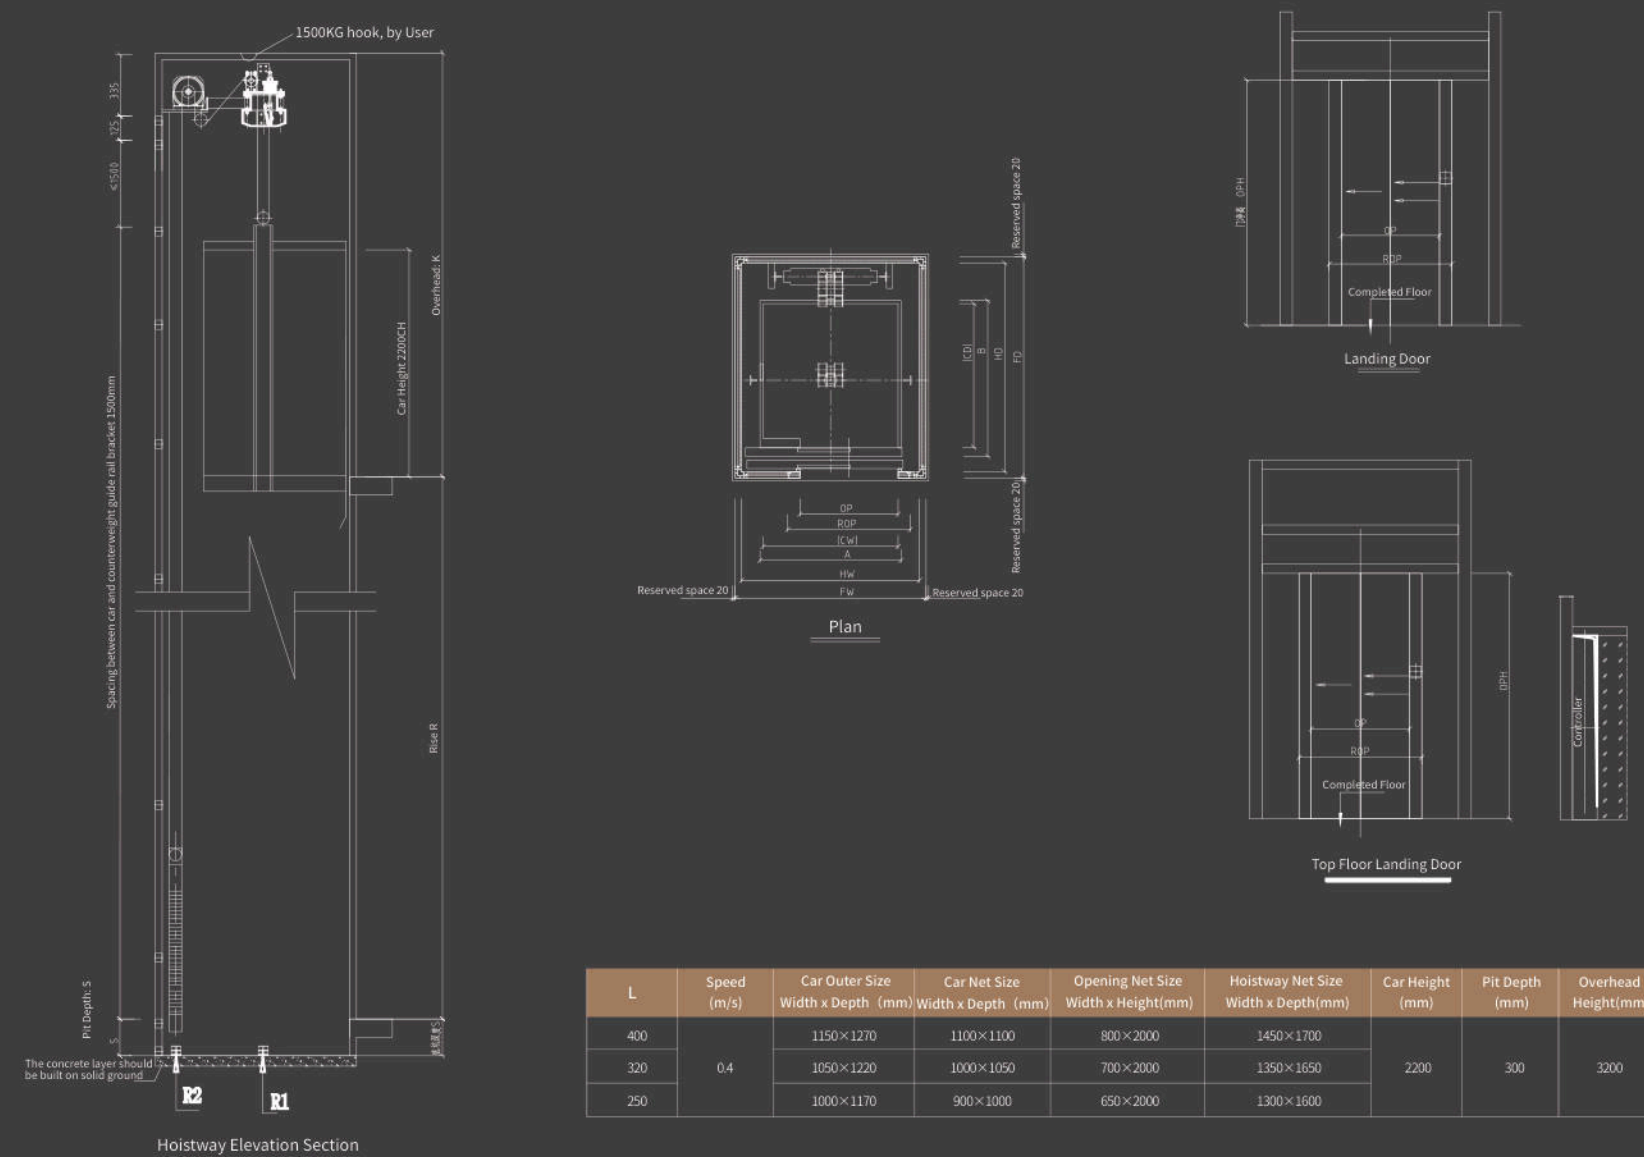 1500KG hook, by User
335
125
≤1500
Spacing between car and counterweight guide rail bracket 1500mm
Overhead: K
Car Height 2200CH
Rise R
Pit Depth: S
S
The concrete layer should
be built on solid ground
R2
R1
Hoistway Elevation Section
Reserved space 20
(CD)
B
HD
FD
Reserved space 20
OP
ROP
(CW)
A
HW
FW
Reserved space 20
Reserved space 20
Plan
OPH
OP
ROP
Completed Floor
Landing Door
OPH
OP
ROP
Completed Floor
Top Floor Landing Door
Controller
L Speed Car Outer Size Car Net Size Opening Net Size Hoistway Net Size Car Height Pit Depth Overhead
(m/s) Width x Depth (mm) Width x Depth (mm) Width x Height(mm) Width x Depth(mm) (mm) (mm) Height(mm
400 1150×1270 1100×1100 800×2000 1450×1700
320 0.4 1050×1220 1000×1050 700×2000 1350×1650 2200 300 3200
250 1000×1170 900×1000 650×2000 1300×1600